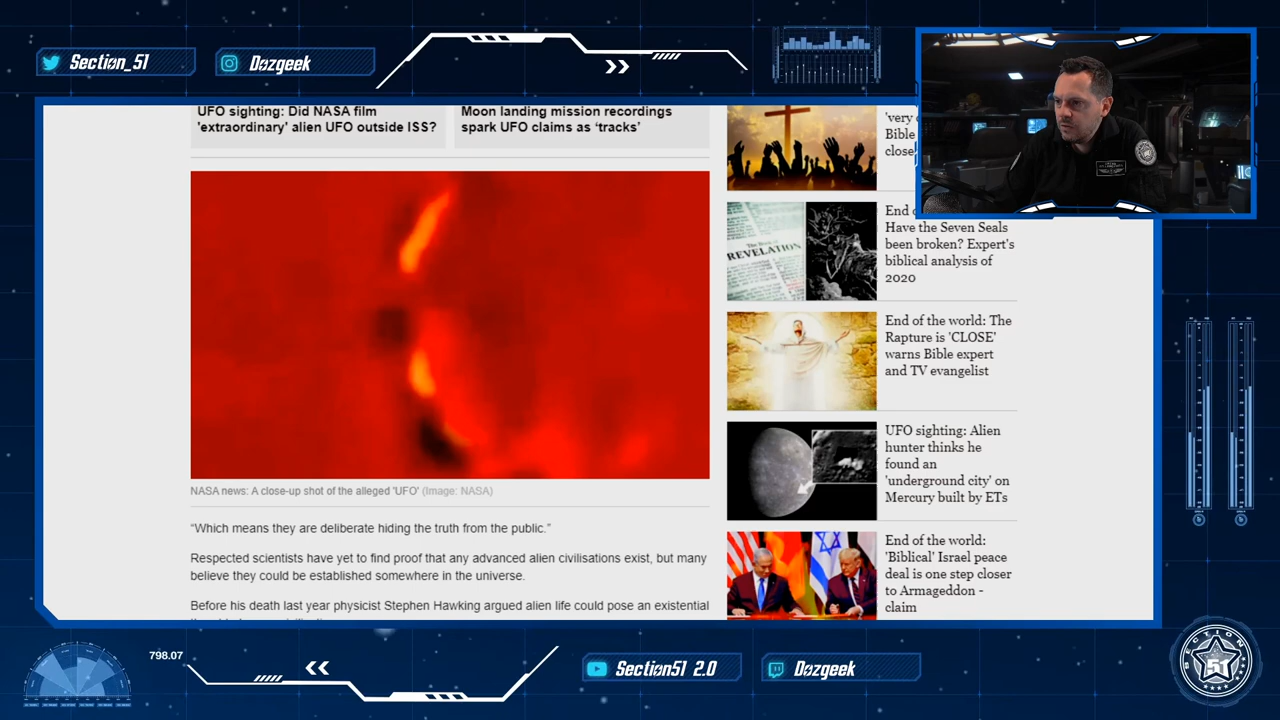 Section_51
Dazgeek
UFO sighting: Did NASA film
'extraordinary' alien UFO outside ISS?
Moon landing mission recordings
spark UFO claims as ‘tracks’
'very
Bible
close
REVELATION
End
Have the Seven Seals
been broken? Expert's
biblical analysis of
2020
End of the world: The
Rapture is 'CLOSE'
warns Bible expert
and TV evangelist
UFO sighting: Alien
hunter thinks he
found an
'underground city' on
Mercury built by ETs
End of the world:
'Biblical' Israel peace
deal is one step closer
to Armageddon -
claim
NASA news: A close-up shot of the alleged 'UFO' (Image: NASA)
“Which means they are deliberate hiding the truth from the public.”
Respected scientists have yet to find proof that any advanced alien civilisations exist, but many
believe they could be established somewhere in the universe.
Before his death last year physicist Stephen Hawking argued alien life could pose an existential
798.07
Section51 2.0
Dazgeek
SECTION
51